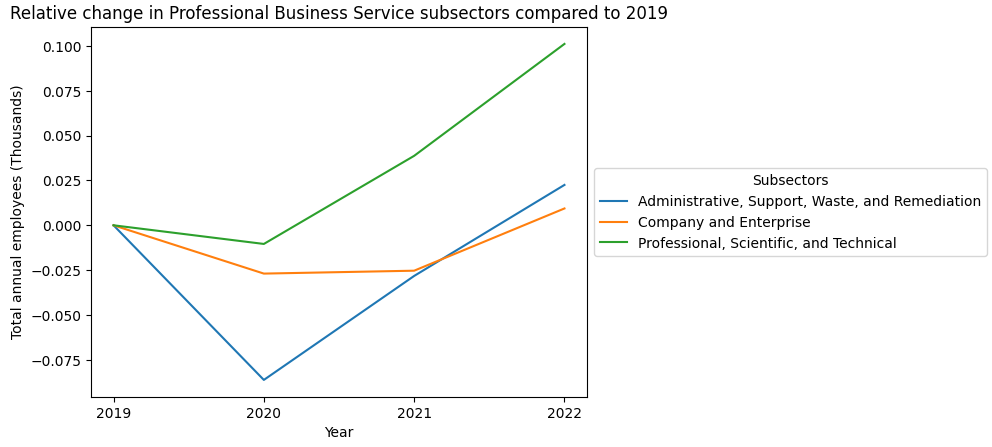 Relative change in Professional Business Service subsectors compared to 2019
Total annual employees (Thousands)
0.100
0.075
0.050
0.025
0.000
−0.025
−0.050
−0.075
2019 2020 2021 2022
Year
Subsectors
Administrative, Support, Waste, and Remediation
Company and Enterprise
Professional, Scientific, and Technical